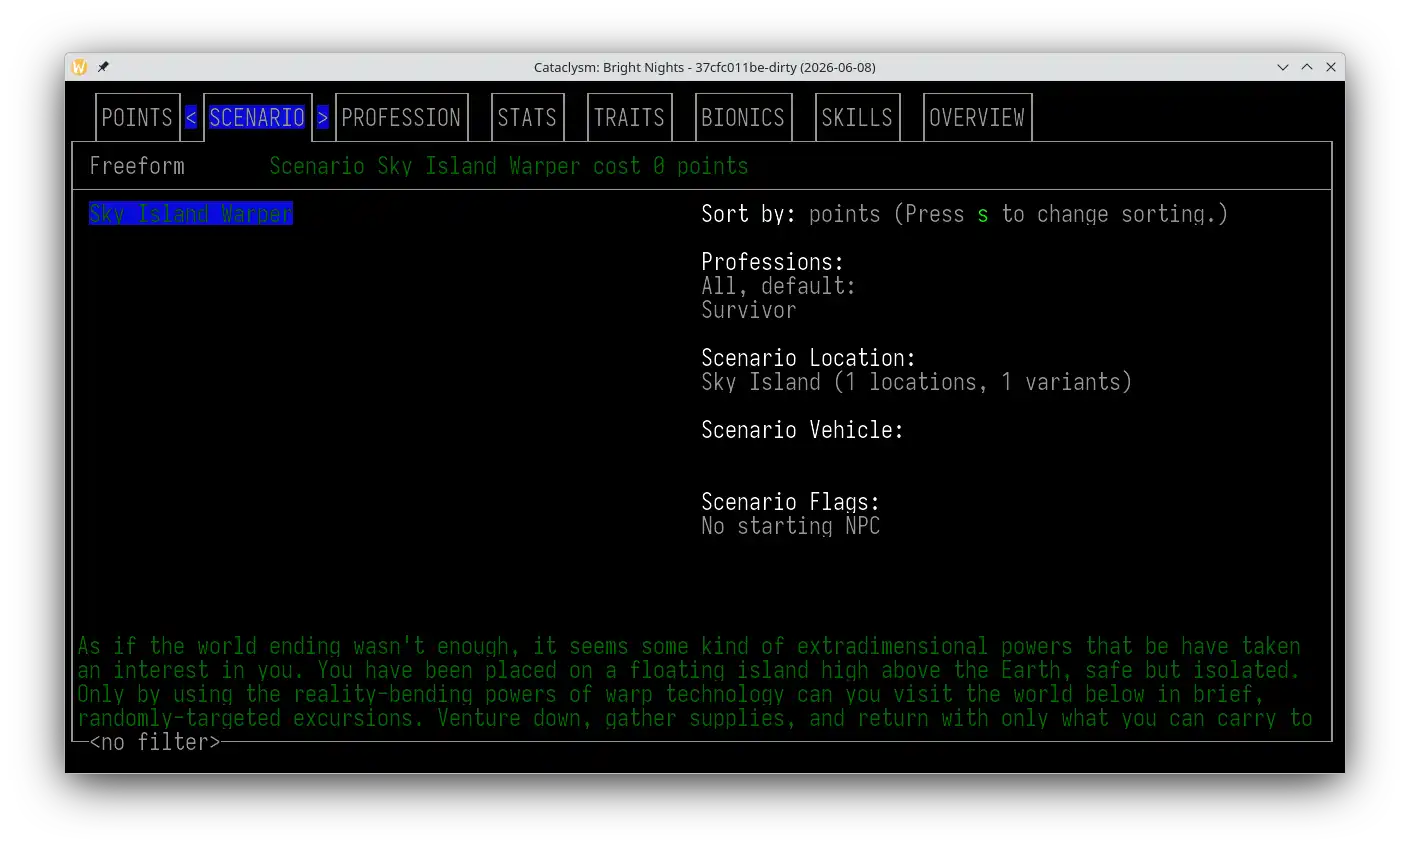 Cataclysm: Bright Nights - 37cfc011be-dirty (2026-06-08)
POINTS < SCENARIO > PROFESSION STATS TRAITS BIONICS SKILLS OVERVIEW
Freeform Scenario Sky Island Warper cost 0 points
Sky Island Warper
Sort by: points (Press s to change sorting.)
Professions:
All, default:
Survivor
Scenario Location:
Sky Island (1 locations, 1 variants)
Scenario Vehicle:
Scenario Flags:
No starting NPC
As if the world ending wasn't enough, it seems some kind of extradimensional powers that be have taken
an interest in you. You have been placed on a floating island high above the Earth, safe but isolated.
Only by using the reality-bending powers of warp technology can you visit the world below in brief,
randomly-targeted excursions. Venture down, gather supplies, and return with only what you can carry to
<no filter>